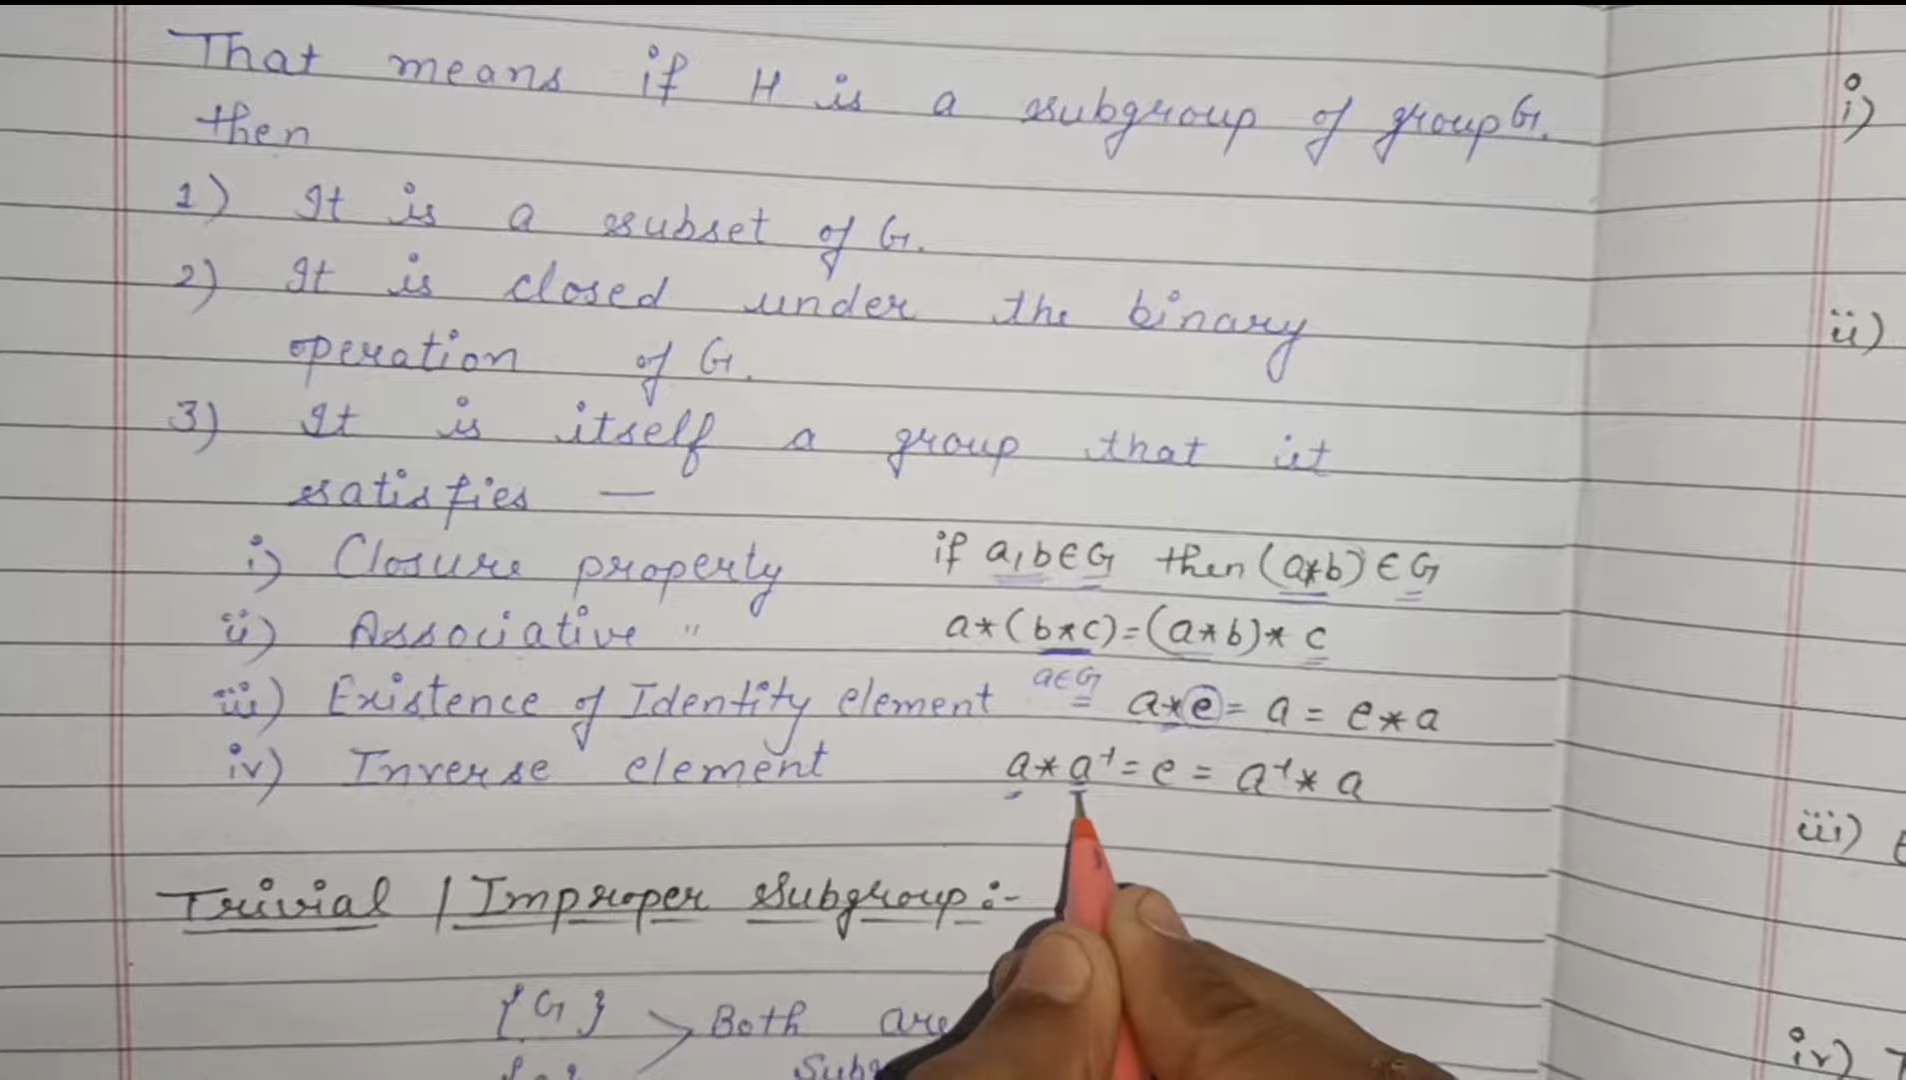 That means if H is a subgroup of group G.
then
1) It is a subset of G.
2) It is closed under the binary
operation of G.
3) It is itself a group that it
satisfies —
i) Closure property if a,b∈G then (a*b)∈G
ii) Associative " a*(b*c)=(a*b)*c
iii) Existence of Identity element a∈G a*e = a = e*a
iv) Inverse element a*a⁻¹ = e = a⁻¹*a
Trivial / Improper Subgroup:-
{G} > Both are
i)
ii)
iii)
iv)